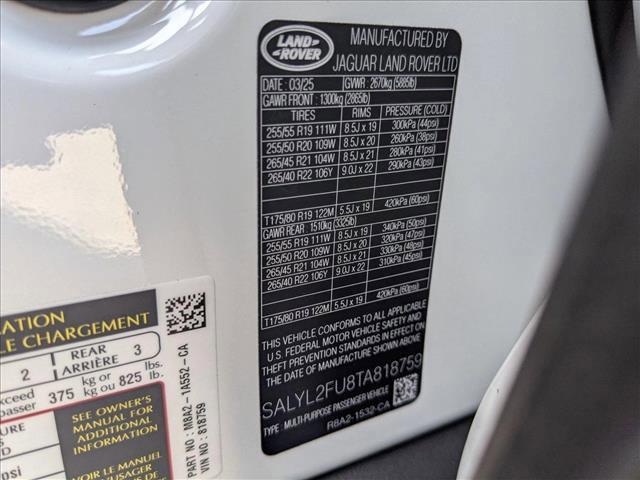 LAND
ROVER
MANUFACTURED BY
JAGUAR LAND ROVER LTD
DATE : 03/25 GVWR : 2670kg (5885lb)
GAWR FRONT : 1300kg (2865lb)
TIRES RIMS PRESSURE (COLD)
255/55 R19 111W 8.5J x 19 300kPa (44psi)
255/50 R20 109W 8.5J x 20 260kPa (38psi)
265/45 R21 104W 8.5J x 21 280kPa (41psi)
265/40 R22 106Y 9.0J x 22 290kPa (43psi)
T175/80 R19 122M 5.5J x 19 420kPa (60psi)
GAWR REAR 1510kg (3325lb)
255/55 R19 111W 8.5J x 19 340kPa (50psi)
255/50 R20 109W 8.5J x 20 320kPa (47psi)
265/45 R21 104W 8.5J x 21 330kPa (48psi)
265/40 R22 106Y 9.0J x 22 310kPa (45psi)
T175/80 R19 122M 5.5J x 19 420kPa (60psi)
THIS VEHICLE CONFORMS TO ALL APPLICABLE
U.S. FEDERAL MOTOR VEHICLE SAFETY, BUMPER,
AND THEFT PREVENTION STANDARDS IN EFFECT ON
THE DATE OF MANUFACTURE SHOWN ABOVE.
SALYL2FU8TA818759
TYPE : MULTI-PURPOSE PASSENGER VEHICLE
R8A2-1532-CA
MATION
LE CHARGEMENT
2 REAR ARRIÈRE 3
exceed
passer 375 kg or kg ou 825 lbs. lb.
SEE OWNER'S
MANUAL FOR
ADDITIONAL
INFORMATION
VOIR LE MANUEL
PART NO : M8A2-1A552-CA
VIN NO : 818759
psi